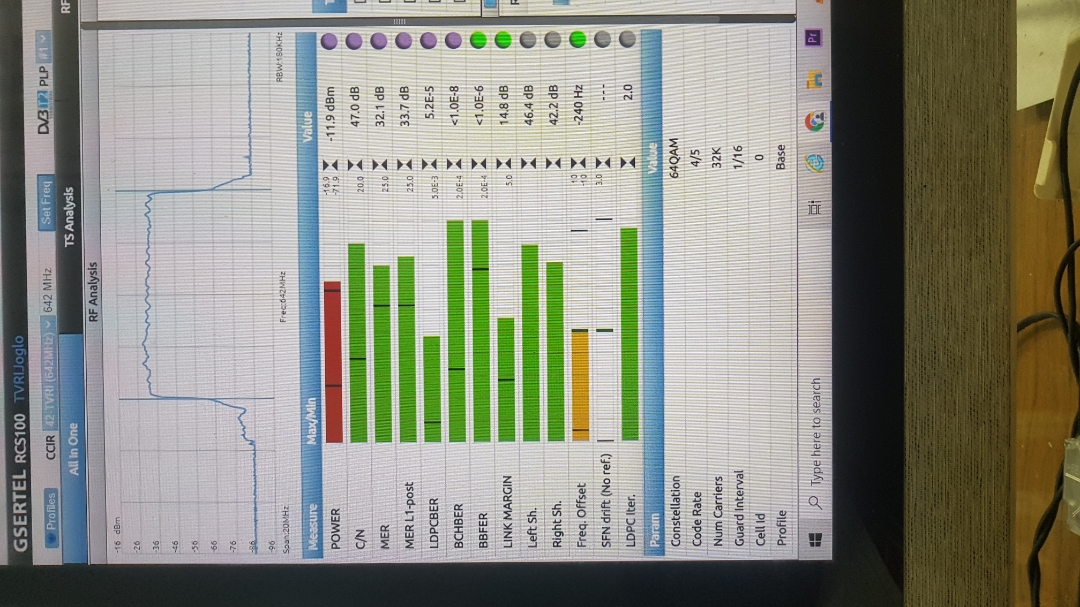 GSERTEL RCS100 TVRIJoglo
Profiles CCIR 42-TVRI (642MHz) 642 MHz Set Freq DVB T2 PLP #1
All In One TS Analysis RF
RF Analysis
-16 dBm
-26
-36
-46
-56
-66
-76
-86
-96
Span:20MHz Freq:642MHz RBW:180KHz
Measure Max/Min Value
POWER -16.9 -71.9 -11.9 dBm
C/N 20.0 47.0 dB
MER 25.0 32.1 dB
MER L1-post 25.0 33.7 dB
LDPCBER 5.0E-3 5.2E-5
BCHBER 2.0E-4 <1.0E-8
BBFER 2.0E-4 <1.0E-6
LINK MARGIN 5.0 14.8 dB
Left Sh. 46.4 dB
Right Sh. 42.2 dB
Freq. Offset 10 -10 -240 Hz
SFN drift (No ref.) 3.0 ---
LDPC Iter. 2.0
Param Value
Constellation 64QAM
Code Rate 4/5
Num Carriers 32K
Guard Interval 1/16
Cell Id 0
Profile Base
Type here to search Pr